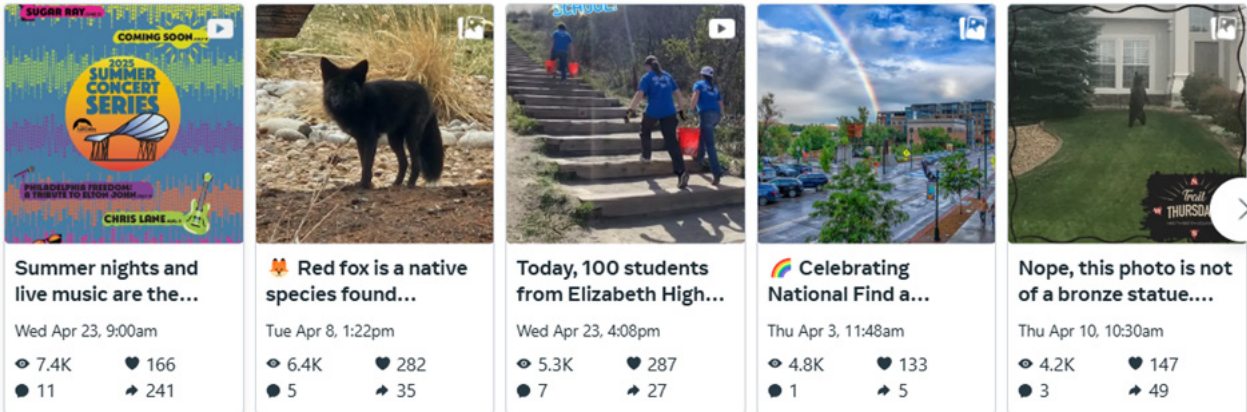 SUGAR RAY
COMING SOON
2025
SUMMER
CONCERT
SERIES
PHILADELPHIA FREEDOM:
A TRIBUTE TO ELTON JOHN
CHRIS LANE
Summer nights and
live music are the...
Wed Apr 23, 9:00am
7.4K 166
11 241
🦊 Red fox is a native
species found...
Tue Apr 8, 1:22pm
6.4K 282
5 35
SCHOOL!
Today, 100 students
from Elizabeth High...
Wed Apr 23, 4:08pm
5.3K 287
7 27
🌈 Celebrating
National Find a...
Thu Apr 3, 11:48am
4.8K 133
1 5
Trail
THURSDA
Nope, this photo is not
of a bronze statue....
Thu Apr 10, 10:30am
4.2K 147
3 49